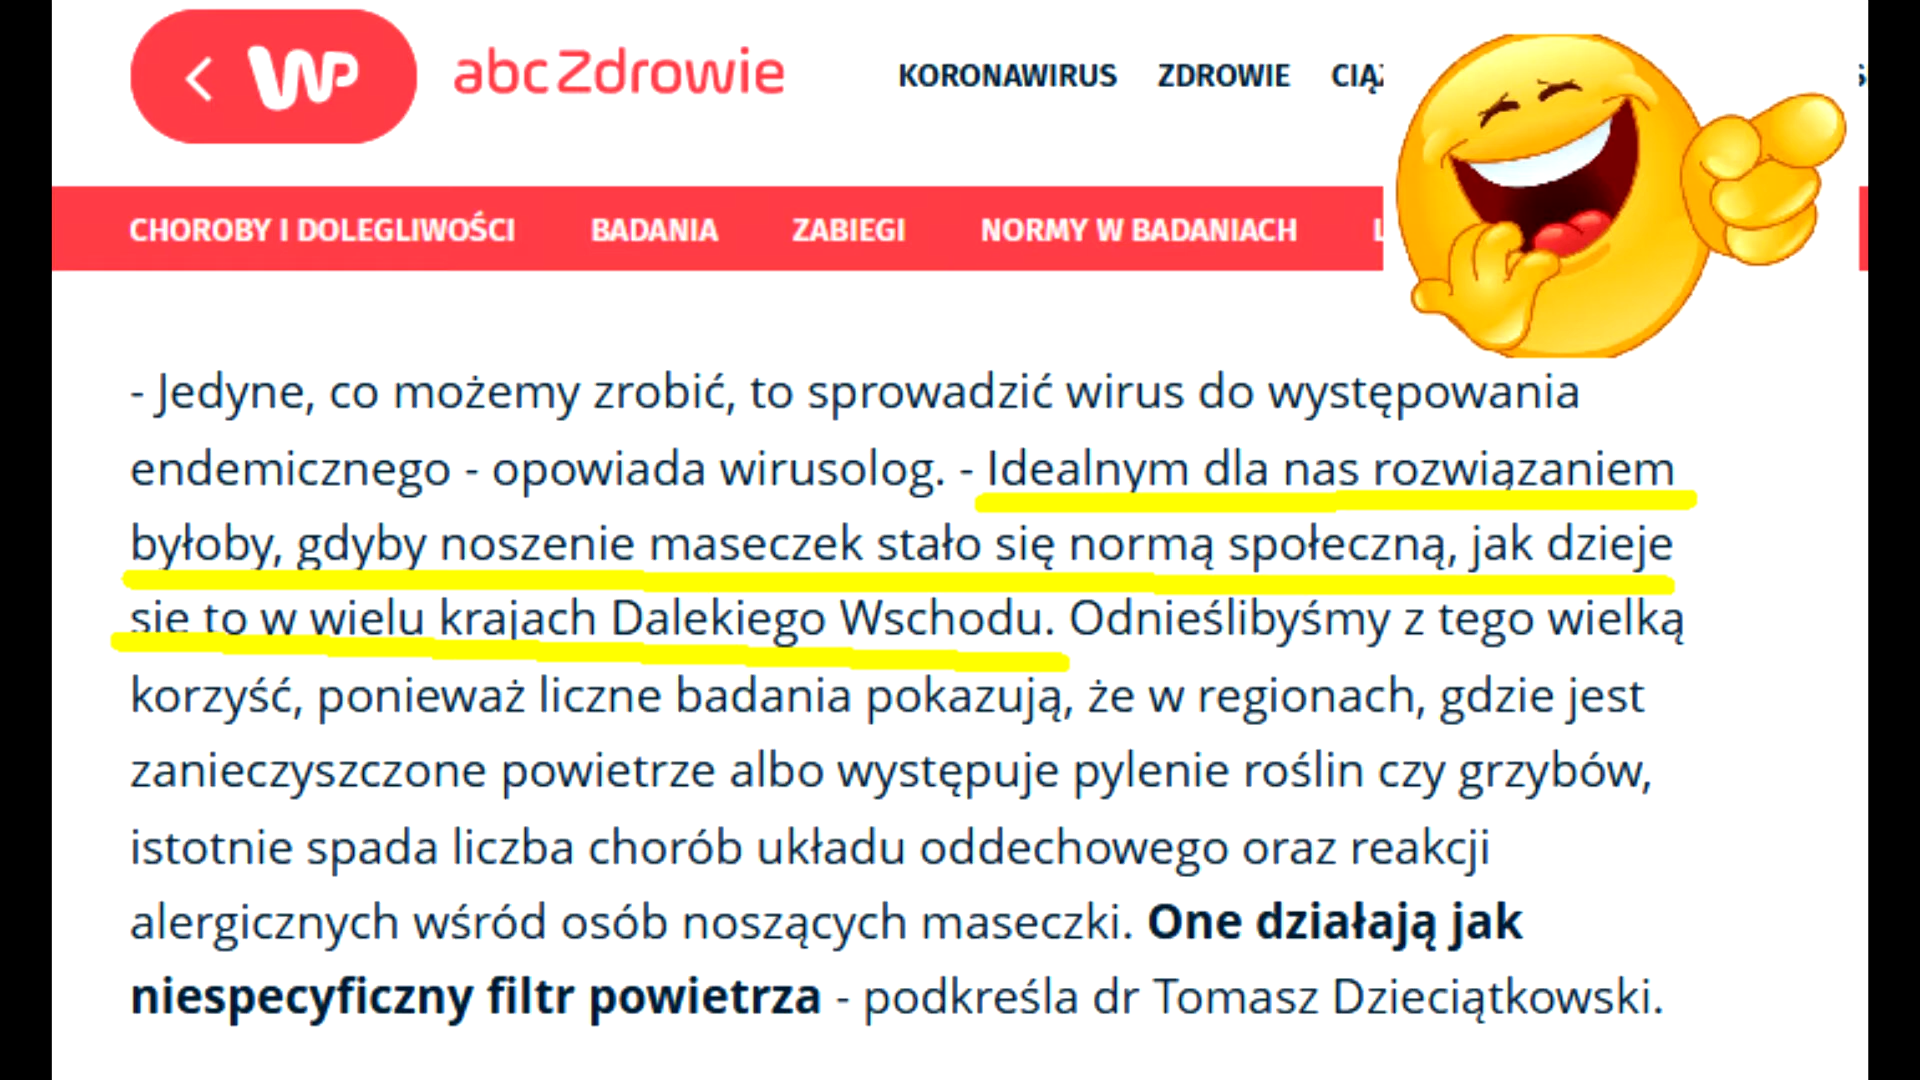 WP abcZdrowie KORONAWIRUS ZDROWIE
CHOROBY I DOLEGLIWOŚCI BADANIA ZABIEGI NORMY W BADANIACH
- Jedyne, co możemy zrobić, to sprowadzić wirus do występowania
endemicznego - opowiada wirusolog. - Idealnym dla nas rozwiązaniem
byłoby, gdyby noszenie maseczek stało się normą społeczną, jak dzieje
się to w wielu krajach Dalekiego Wschodu. Odnieślibyśmy z tego wielką
korzyść, ponieważ liczne badania pokazują, że w regionach, gdzie jest
zanieczyszczone powietrze albo występuje pylenie roślin czy grzybów,
istotnie spada liczba chorób układu oddechowego oraz reakcji
alergicznych wśród osób noszących maseczki. One działają jak
niespecyficzny filtr powietrza - podkreśla dr Tomasz Dzieciątkowski.